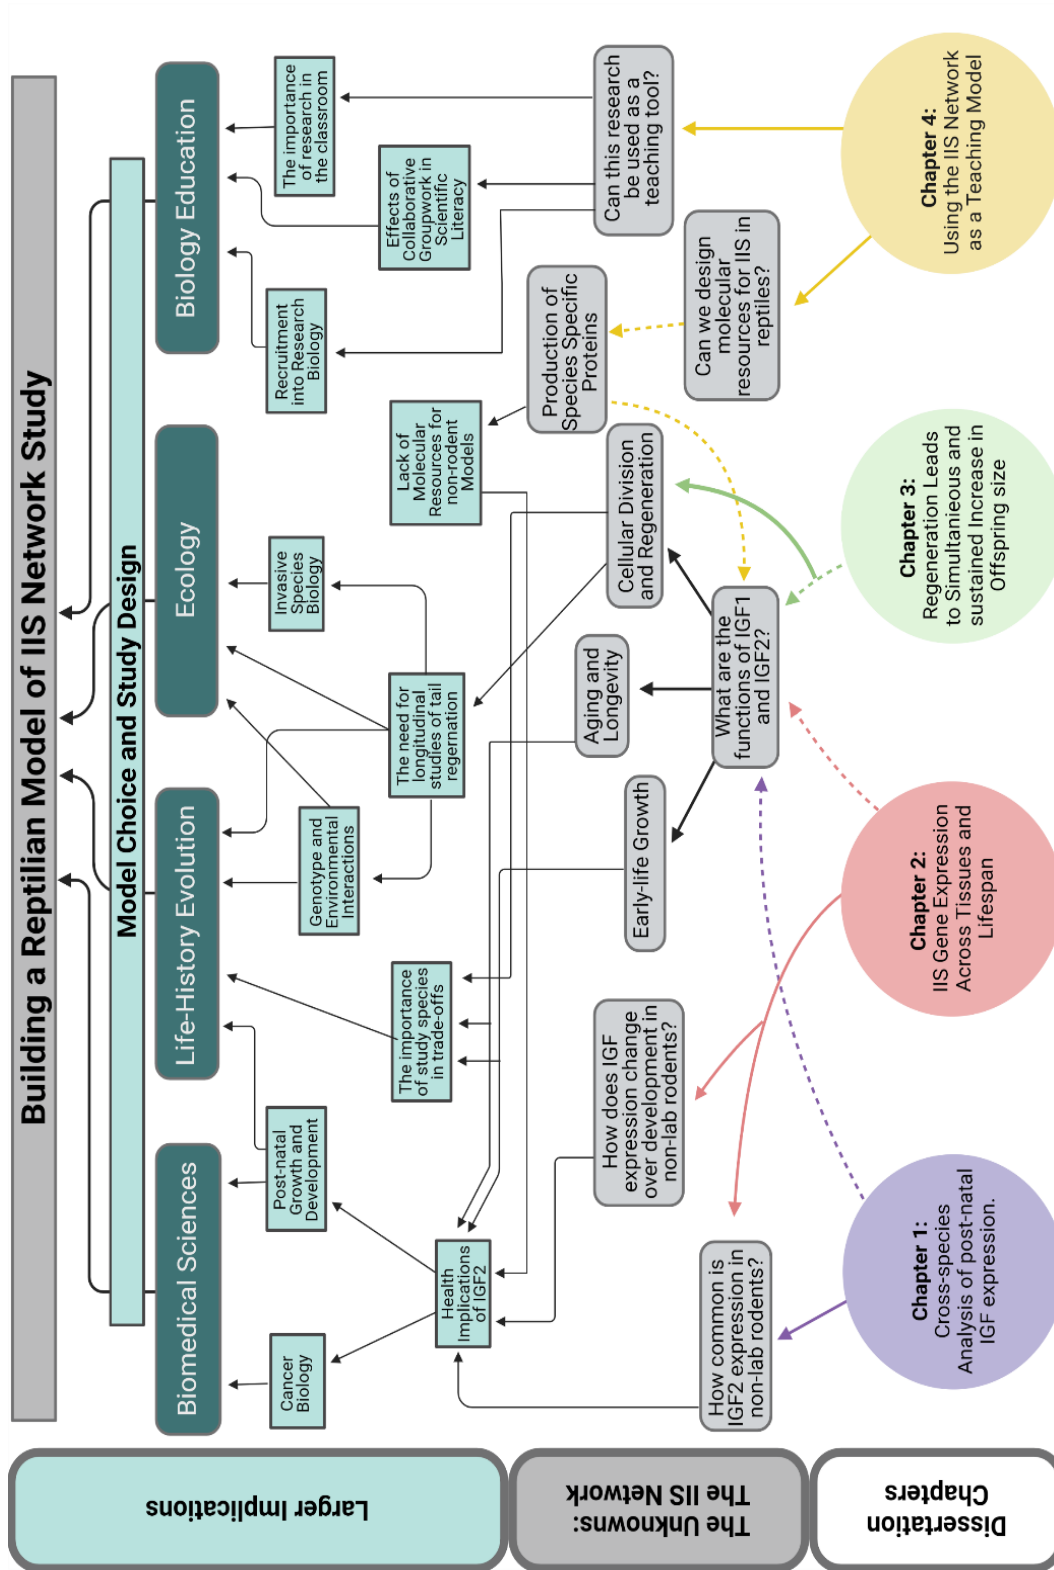 Building a Reptilian Model of IIS Network Study
Model Choice and Study Design
Biomedical Sciences
Life-History Evolution
Ecology
Biology Education
Larger Implications
Cancer
Biology
Post-natal
Growth and
Development
Health
Implications
of IGF2
The importance
of study species
in trade-offs
Genotype and
Environmental
Interactions
The need for
longitudinal
studies of tail
regernation
Invasive
Species
Biology
Lack of
Molecular
Resources for
non-rodent
Models
Recruitment
into Research
Biology
Effects of
Collaborative
Groupwork in
Scientific
Literacy
The importance
of research in
the classroom
The Unknowns:
The IIS Network
How common is
IGF2 expression in
non-lab rodents?
How does IGF
expression change
over development in
non-lab rodents?
Early-life Growth
Aging and
Longevity
Cellular Division
and Regeneration
What are the
functions of IGF1
and IGF2?
Production of
Species Specific
Proteins
Can we design
molecular
resources for IIS in
reptiles?
Can this research
be used as a
teaching tool?
Dissertation
Chapters
Chapter 1:
Cross-species
Analysis of post-natal
IGF expression.
Chapter 2:
IIS Gene Expression
Across Tissues and
Lifespan
Chapter 3:
Regeneration Leads
to Simultanieous and
sustained Increase in
Offspring size
Chapter 4:
Using the IIS Network
as a Teaching Model